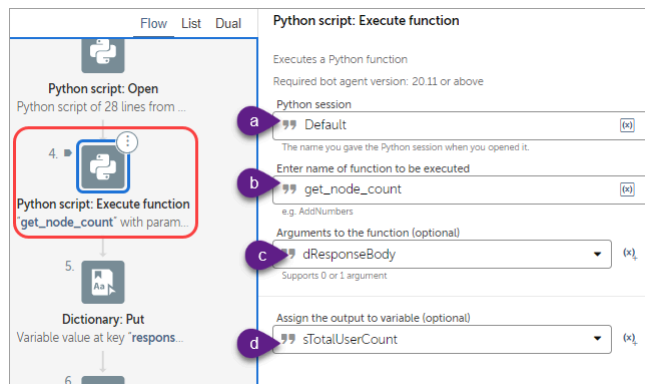 Flow List Dual
Python script: Open
Python script of 28 lines from ...
4.
Python script: Execute function
"get_node_count" with param...
5.
Aa
Dictionary: Put
Variable value at key "respons...
6.
Python script: Execute function
Executes a Python function
Required bot agent version: 20.11 or above
Python session
a
Default
(x)
The name you gave the Python session when you opened it.
Enter name of function to be executed
b
get_node_count
(x)
e.g. AddNumbers
Arguments to the function (optional)
c
dResponseBody
(x)
Supports 0 or 1 argument
Assign the output to variable (optional)
d
sTotalUserCount
(x)